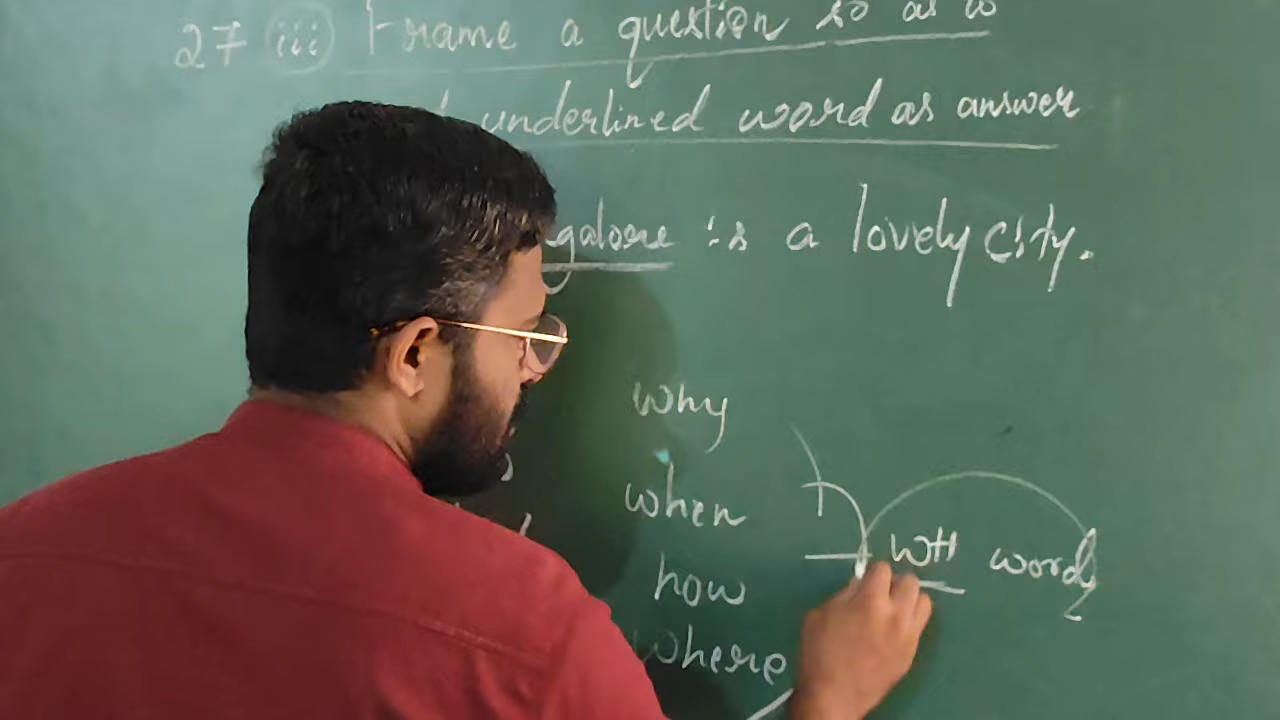 27 iii) Frame a question so as to
underlined word as answer
galore is a lovely city.
why
when
how
where
WH words